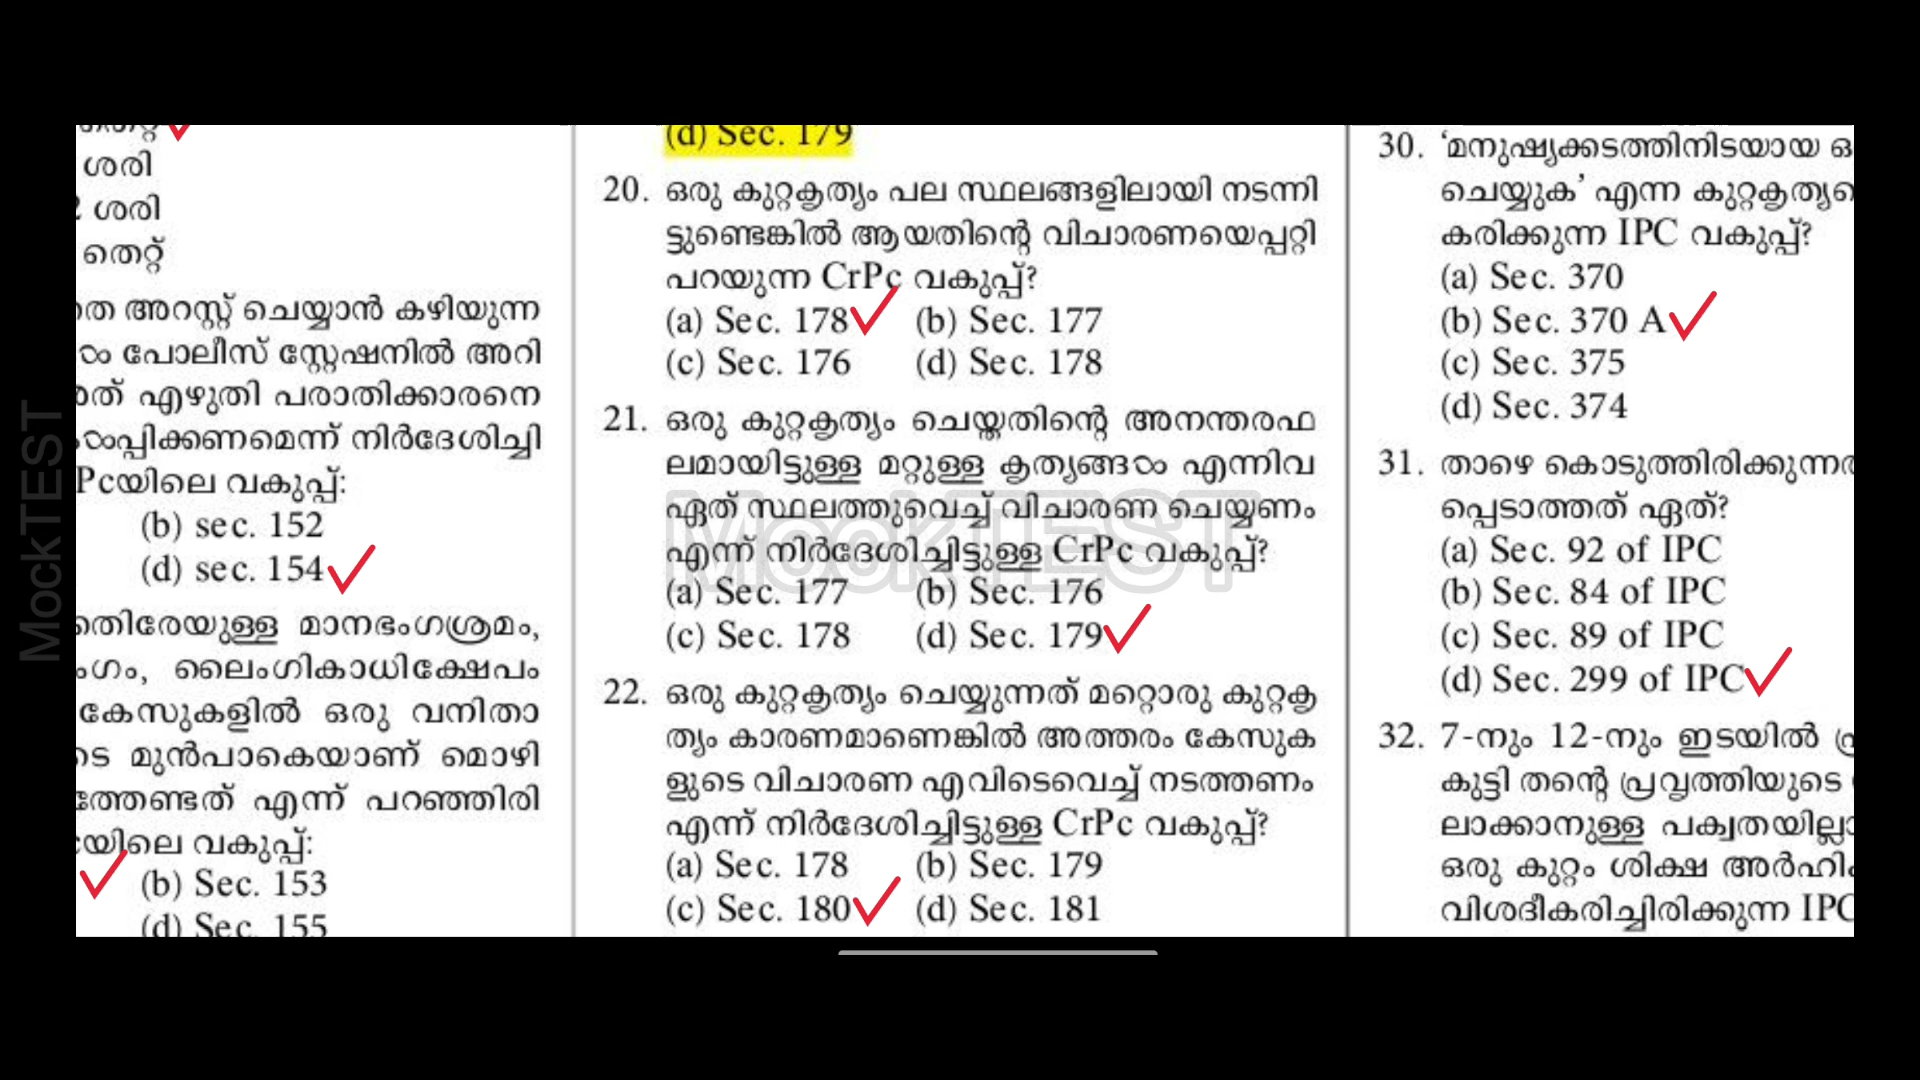 MockTEST
ശരി
2 ശരി
തെറ്റ്
അറസ്റ്റ് ചെയ്യാൻ കഴിയുന്ന
പോലീസ് സ്റ്റേഷനിൽ അറി
എഴുതി പരാതിക്കാരനെ
നിർദേശിച്ചി
Pcയിലെ വകുപ്പ്:
(b) sec. 152
(d) sec. 154
മാനഭംഗശ്രമം,
ലൈംഗികാധിക്ഷേപം
കേസുകളിൽ ഒരു വനിതാ
മുൻപാകെയാണ് മൊഴി
എന്ന് പറഞ്ഞിരി
യിലെ വകുപ്പ്:
(b) Sec. 153
(d) Sec. 155
(d) Sec. 179
20. ഒരു കുറ്റകൃത്യം പല സ്ഥലങ്ങളിലായി നടന്നി
ട്ടുണ്ടെങ്കിൽ ആയതിന്റെ വിചാരണയെപ്പറ്റി
പറയുന്ന CrPc വകുപ്പ്?
(a) Sec. 178 (b) Sec. 177
(c) Sec. 176 (d) Sec. 178
21. ഒരു കുറ്റകൃത്യം ചെയ്തതിന്റെ അനന്തരഫ
ലമായിട്ടുള്ള മറ്റുള്ള കൃത്യങ്ങൾ എന്നിവ
ഏത് സ്ഥലത്തുവെച്ച് വിചാരണ ചെയ്യണം
എന്ന് നിർദേശിച്ചിട്ടുള്ള CrPc വകുപ്പ്?
(a) Sec. 177 (b) Sec. 176
(c) Sec. 178 (d) Sec. 179
MockTEST
22. ഒരു കുറ്റകൃത്യം ചെയ്യുന്നത് മറ്റൊരു കുറ്റകൃ
ത്യം കാരണമാണെങ്കിൽ അത്തരം കേസുക
ളുടെ വിചാരണ എവിടെവെച്ച് നടത്തണം
എന്ന് നിർദേശിച്ചിട്ടുള്ള CrPc വകുപ്പ്?
(a) Sec. 178 (b) Sec. 179
(c) Sec. 180 (d) Sec. 181
30. ‘മനുഷ്യക്കടത്തിനിടയായ ഒ
ചെയ്യുക’ എന്ന
കരിക്കുന്ന IPC വകുപ്പ്?
(a) Sec. 370
(b) Sec. 370 A
(c) Sec. 375
(d) Sec. 374
31. താഴെ
പ്പെടാത്തത് ഏത്?
(a) Sec. 92 of IPC
(b) Sec. 84 of IPC
(c) Sec. 89 of IPC
(d) Sec. 299 of IPC
32. 7-നും 12-നും ഇടയിൽ
കുട്ടി തന്റെ പ്രവൃത്തിയുടെ
ലാക്കാനുള്ള
ഒരു കുറ്റം ശിക്ഷ
വിശദീകരിച്ചിരിക്കുന്ന IPC